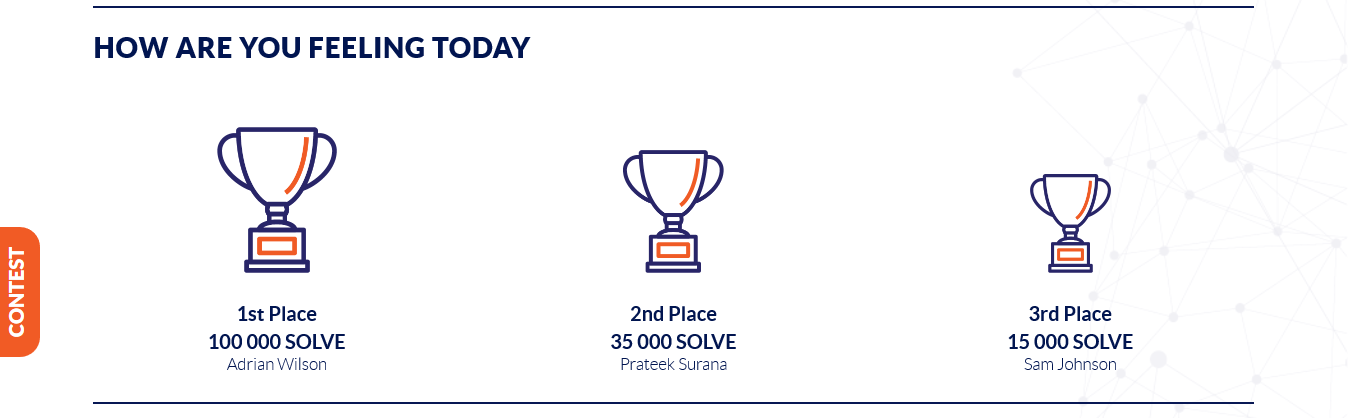 HOW ARE YOU FEELING TODAY
CONTEST
1st Place
100 000 SOLVE
Adrian Wilson
2nd Place
35 000 SOLVE
Prateek Surana
3rd Place
15 000 SOLVE
Sam Johnson